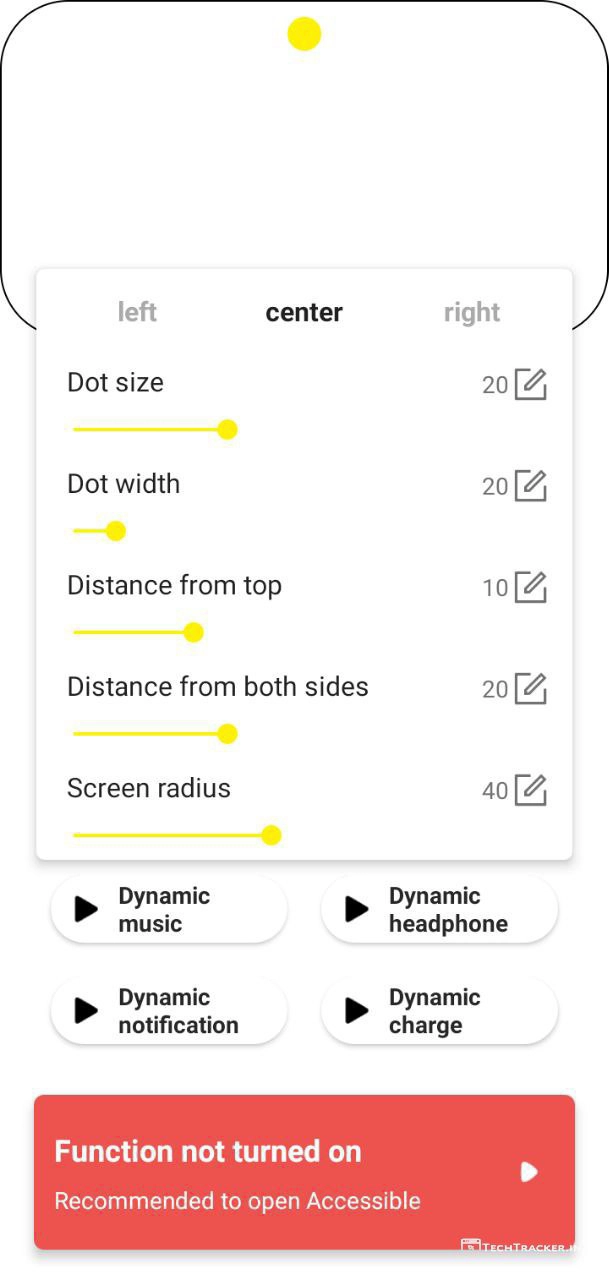 left center right
Dot size 20
Dot width 20
Distance from top 10
Distance from both sides 20
Screen radius 40
Dynamic
music
Dynamic
headphone
Dynamic
notification
Dynamic
charge
Function not turned on
Recommended to open Accessible
TECHTRACKER.IN